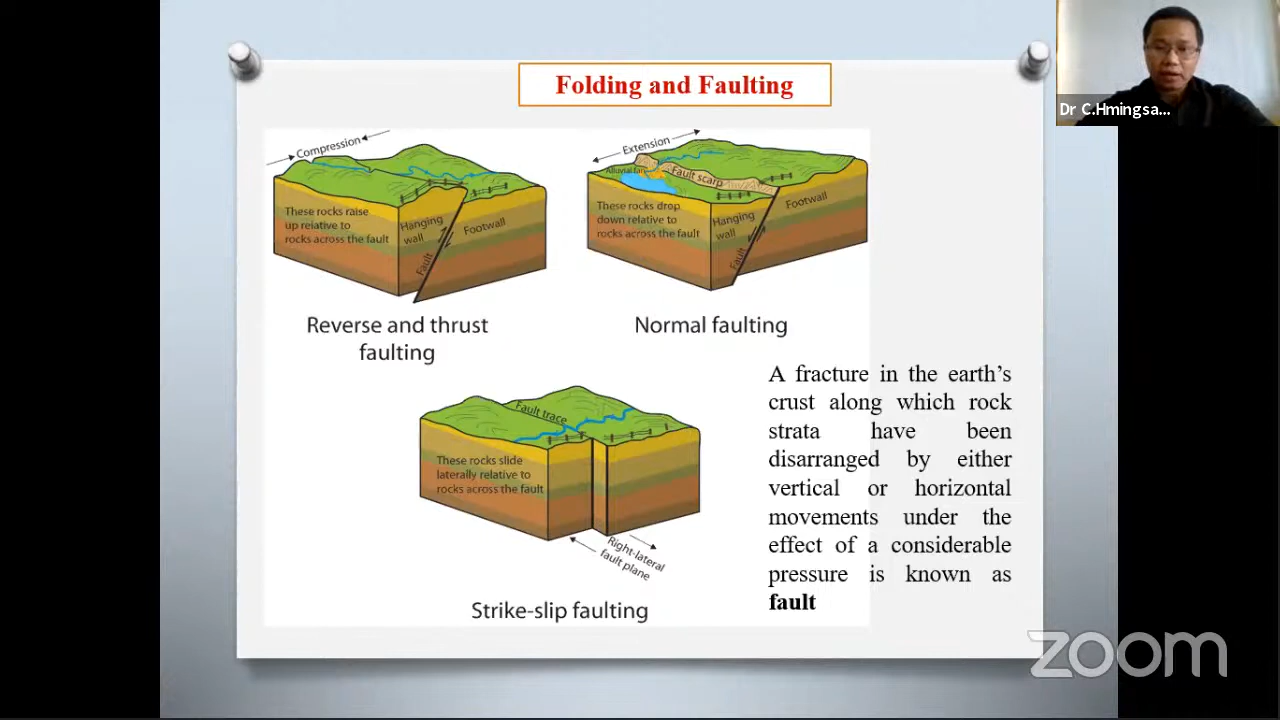 Folding and Faulting
Dr C.Hmingsa...
Compression
These rocks raise
up relative to
rocks across the fault
Hanging
wall
Footwall
Fault
Reverse and thrust
faulting
Extension
Alluvial fan
Fault scarp
These rocks drop
down relative to
rocks across the fault
Hanging
wall
Footwall
Fault
Normal faulting
Fault trace
These rocks slide
laterally relative to
rocks across the fault
Right-lateral
fault plane
Strike-slip faulting
A fracture in the earth’s
crust along which rock
strata have been
disarranged by either
vertical or horizontal
movements under the
effect of a considerable
pressure is known as
fault
zoom